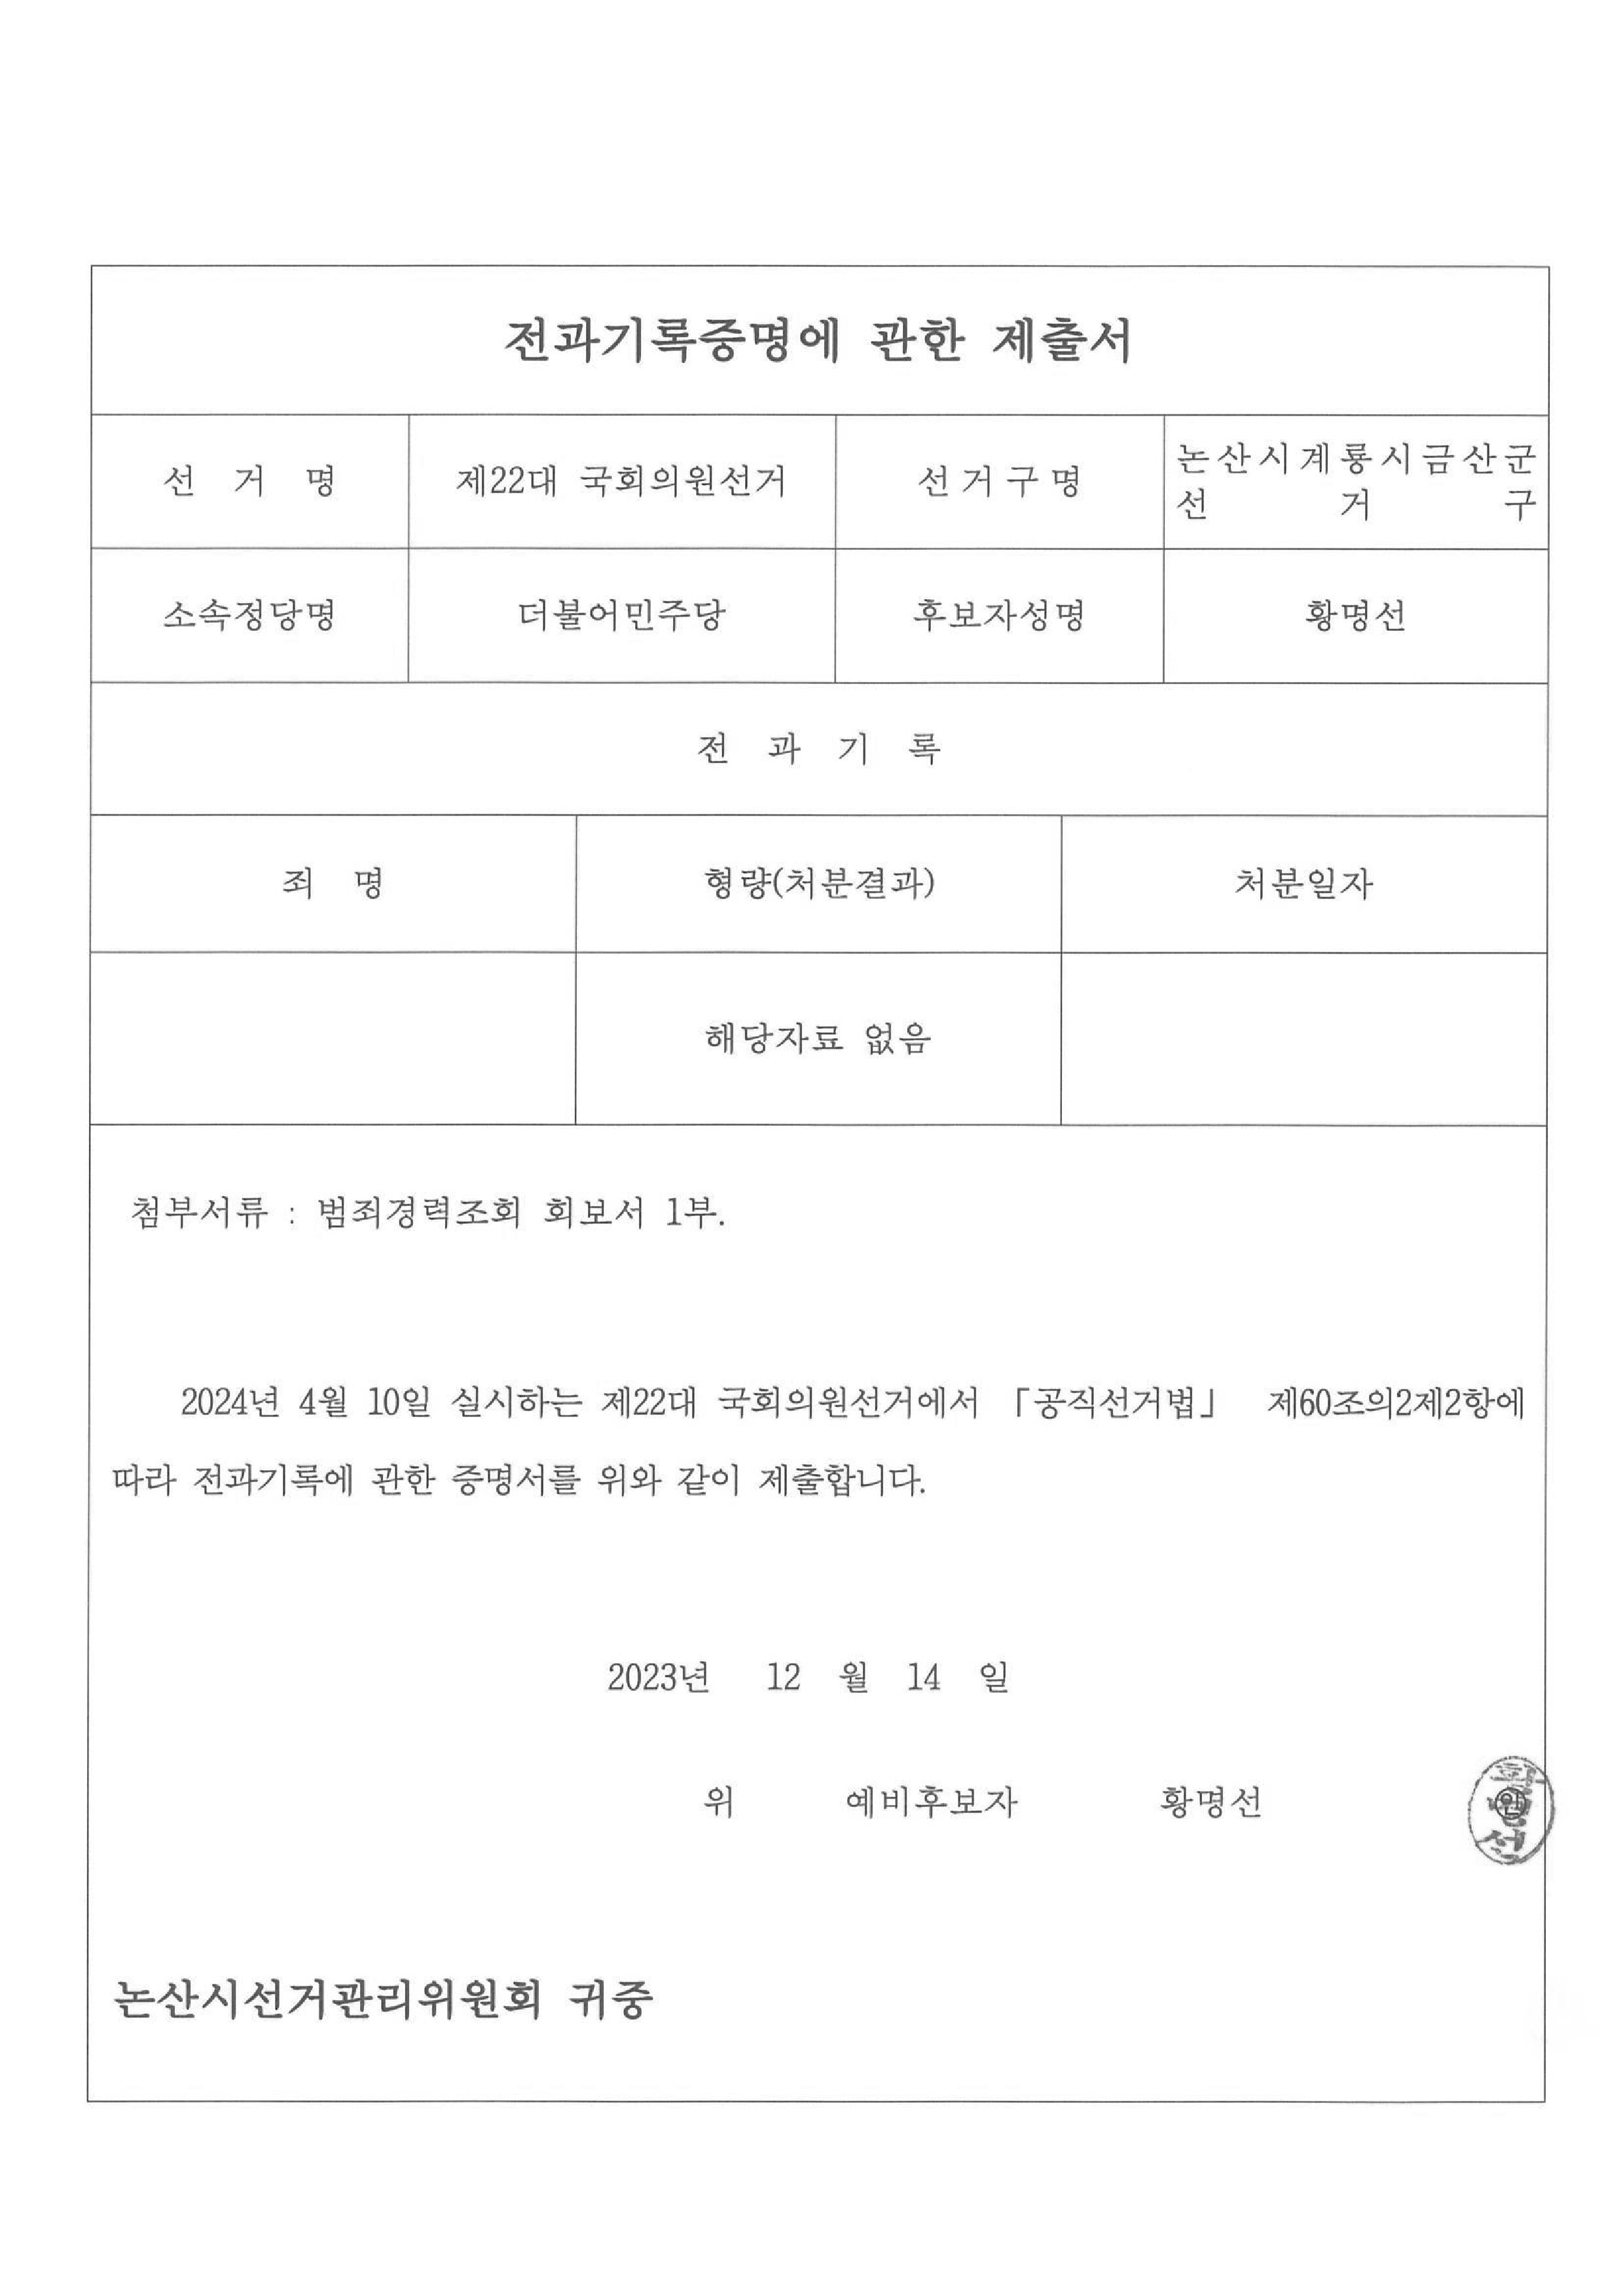 전과기록증명에 관한 제출서
선 거 명 제22대 국회의원선거 선거구명 논산시계룡시금산군
선 거 구
소속정당명 더불어민주당 후보자성명 황명선
전 과 기 록
죄 명 형량(처분결과) 처분일자
해당자료 없음
첨부서류 : 범죄경력조회 회보서 1부.
2024년 4월 10일 실시하는 제22대 국회의원선거에서 「공직선거법」 제60조의2제2항에
따라 전과기록에 관한 증명서를 위와 같이 제출합니다.
2023년 12 월 14 일
위 예비후보자 황명선 ㊞
황명선
논산시선거관리위원회 귀중